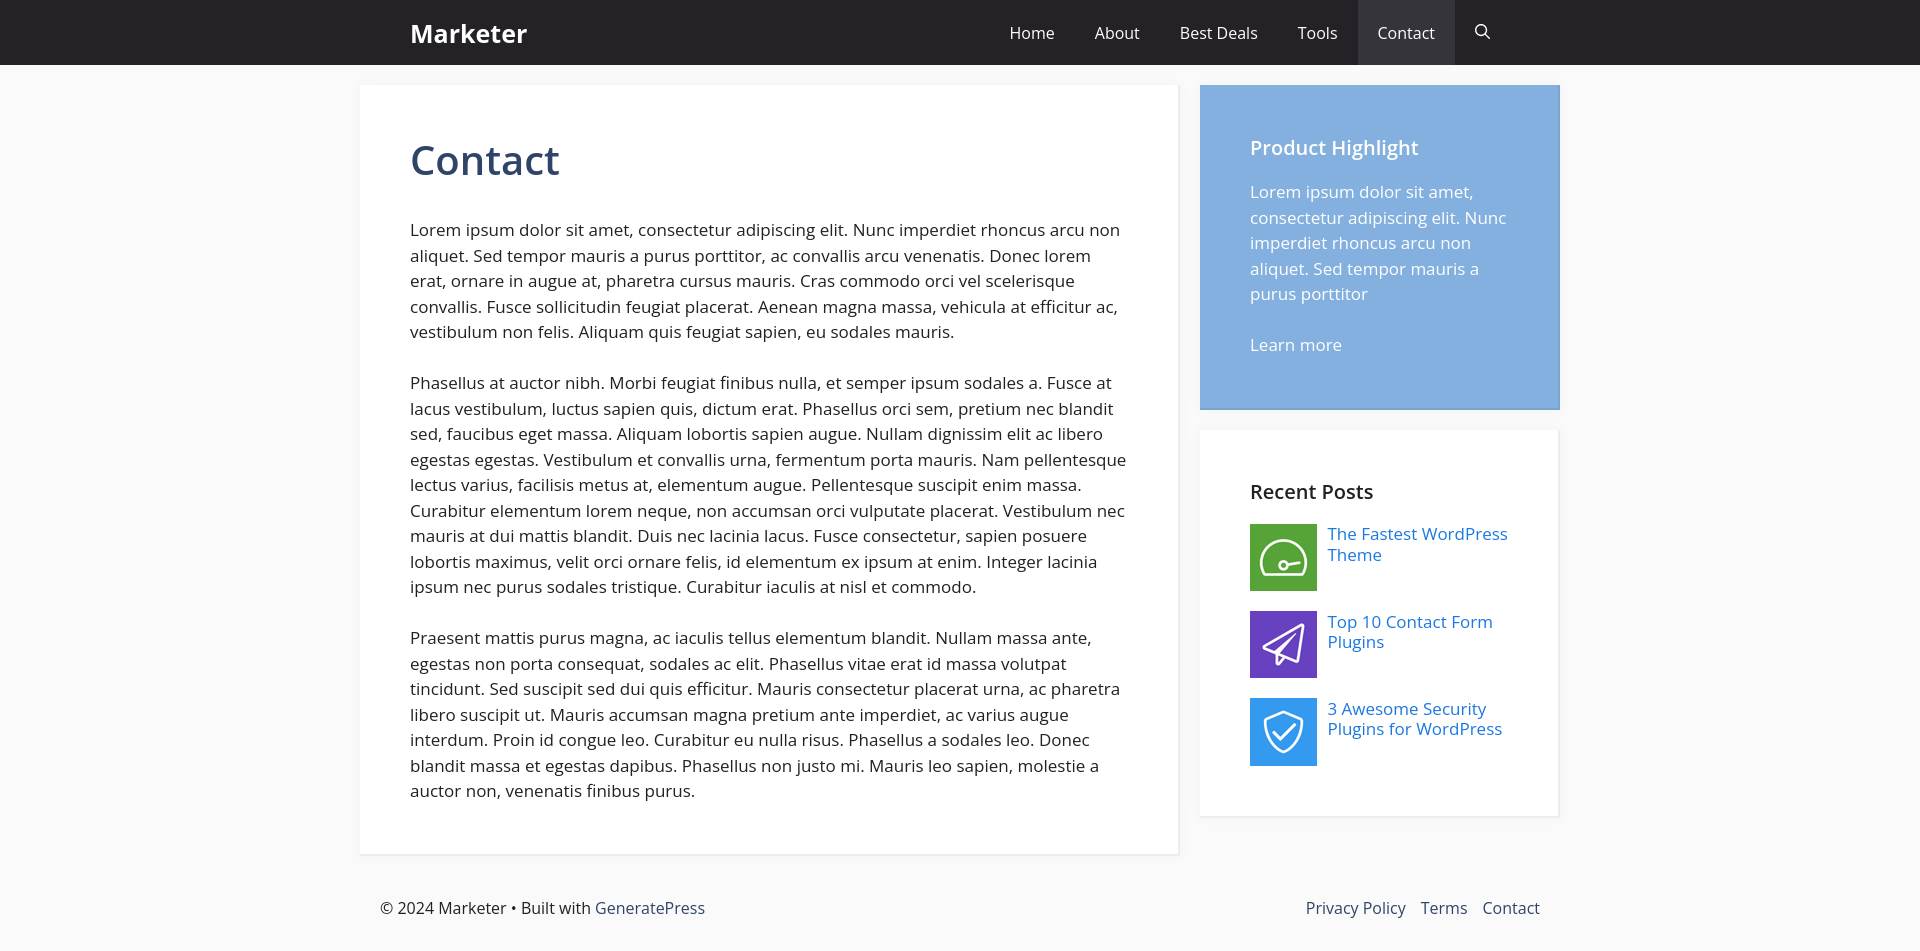 Marketer
Home About Best Deals Tools Contact
Contact
Lorem ipsum dolor sit amet, consectetur adipiscing elit. Nunc imperdiet rhoncus arcu non
aliquet. Sed tempor mauris a purus porttitor, ac convallis arcu venenatis. Donec lorem
erat, ornare in augue at, pharetra cursus mauris. Cras commodo orci vel scelerisque
convallis. Fusce sollicitudin feugiat placerat. Aenean magna massa, vehicula at efficitur ac,
vestibulum non felis. Aliquam quis feugiat sapien, eu sodales mauris.
Phasellus at auctor nibh. Morbi feugiat finibus nulla, et semper ipsum sodales a. Fusce at
lacus vestibulum, luctus sapien quis, dictum erat. Phasellus orci sem, pretium nec blandit
sed, faucibus eget massa. Aliquam lobortis sapien augue. Nullam dignissim elit ac libero
egestas egestas. Vestibulum et convallis urna, fermentum porta mauris. Nam pellentesque
lectus varius, facilisis metus at, elementum augue. Pellentesque suscipit enim massa.
Curabitur elementum lorem neque, non accumsan orci vulputate placerat. Vestibulum nec
mauris at dui mattis blandit. Duis nec lacinia lacus. Fusce consectetur, sapien posuere
lobortis maximus, velit orci ornare felis, id elementum ex ipsum at enim. Integer lacinia
ipsum nec purus sodales tristique. Curabitur iaculis at nisl et commodo.
Praesent mattis purus magna, ac iaculis tellus elementum blandit. Nullam massa ante,
egestas non porta consequat, sodales ac elit. Phasellus vitae erat id massa volutpat
tincidunt. Sed suscipit sed dui quis efficitur. Mauris consectetur placerat urna, ac pharetra
libero suscipit ut. Mauris accumsan magna pretium ante imperdiet, ac varius augue
interdum. Proin id congue leo. Curabitur eu nulla risus. Phasellus a sodales leo. Donec
blandit massa et egestas dapibus. Phasellus non justo mi. Mauris leo sapien, molestie a
auctor non, venenatis finibus purus.
Product Highlight
Lorem ipsum dolor sit amet,
consectetur adipiscing elit. Nunc
imperdiet rhoncus arcu non
aliquet. Sed tempor mauris a
purus porttitor
Learn more
Recent Posts
The Fastest WordPress
Theme
Top 10 Contact Form
Plugins
3 Awesome Security
Plugins for WordPress
© 2024 Marketer • Built with GeneratePress
Privacy Policy Terms Contact